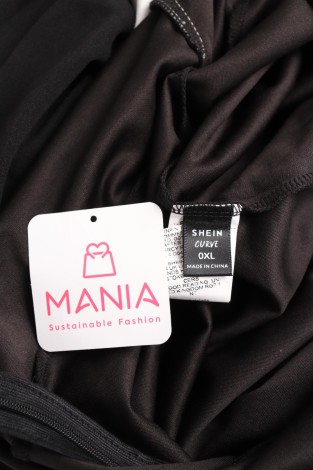 MANIA
Sustainable Fashion
SHEIN
CURVE
0XL
MADE IN CHINA